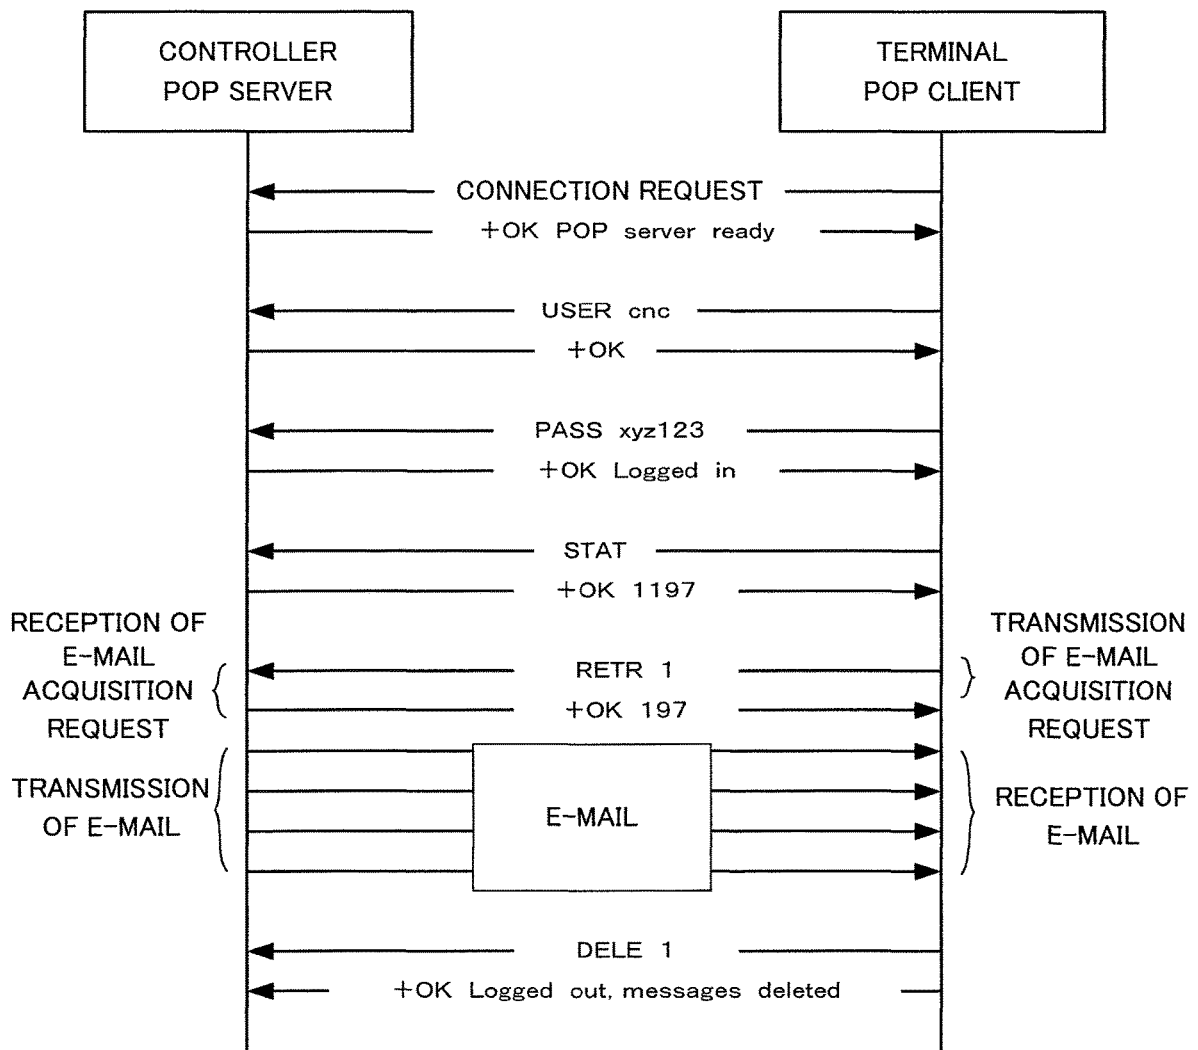 CONTROLLER
POP SERVER
TERMINAL
POP CLIENT
CONNECTION REQUEST
+OK POP server ready
USER cnc
+OK
PASS xyz123
+OK Logged in
STAT
+OK 1197
RECEPTION OF
E-MAIL
ACQUISITION
REQUEST
TRANSMISSION
OF E-MAIL
ACQUISITION
REQUEST
RETR 1
+OK 197
TRANSMISSION
OF E-MAIL
E-MAIL
RECEPTION OF
E-MAIL
DELE 1
+OK Logged out, messages deleted